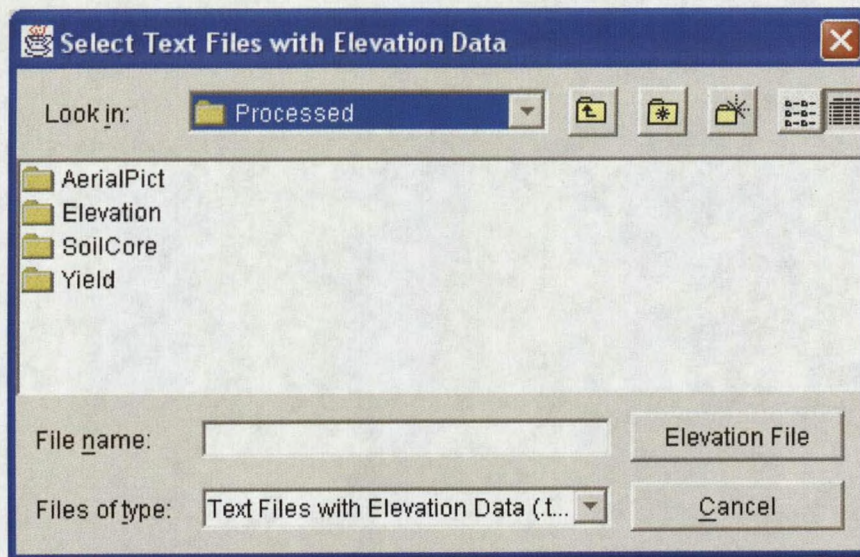 Select Text Files with Elevation Data
Look in: Processed
AerialPict
Elevation
SoilCore
Yield
File name: Elevation File
Files of type: Text Files with Elevation Data (.t... Cancel